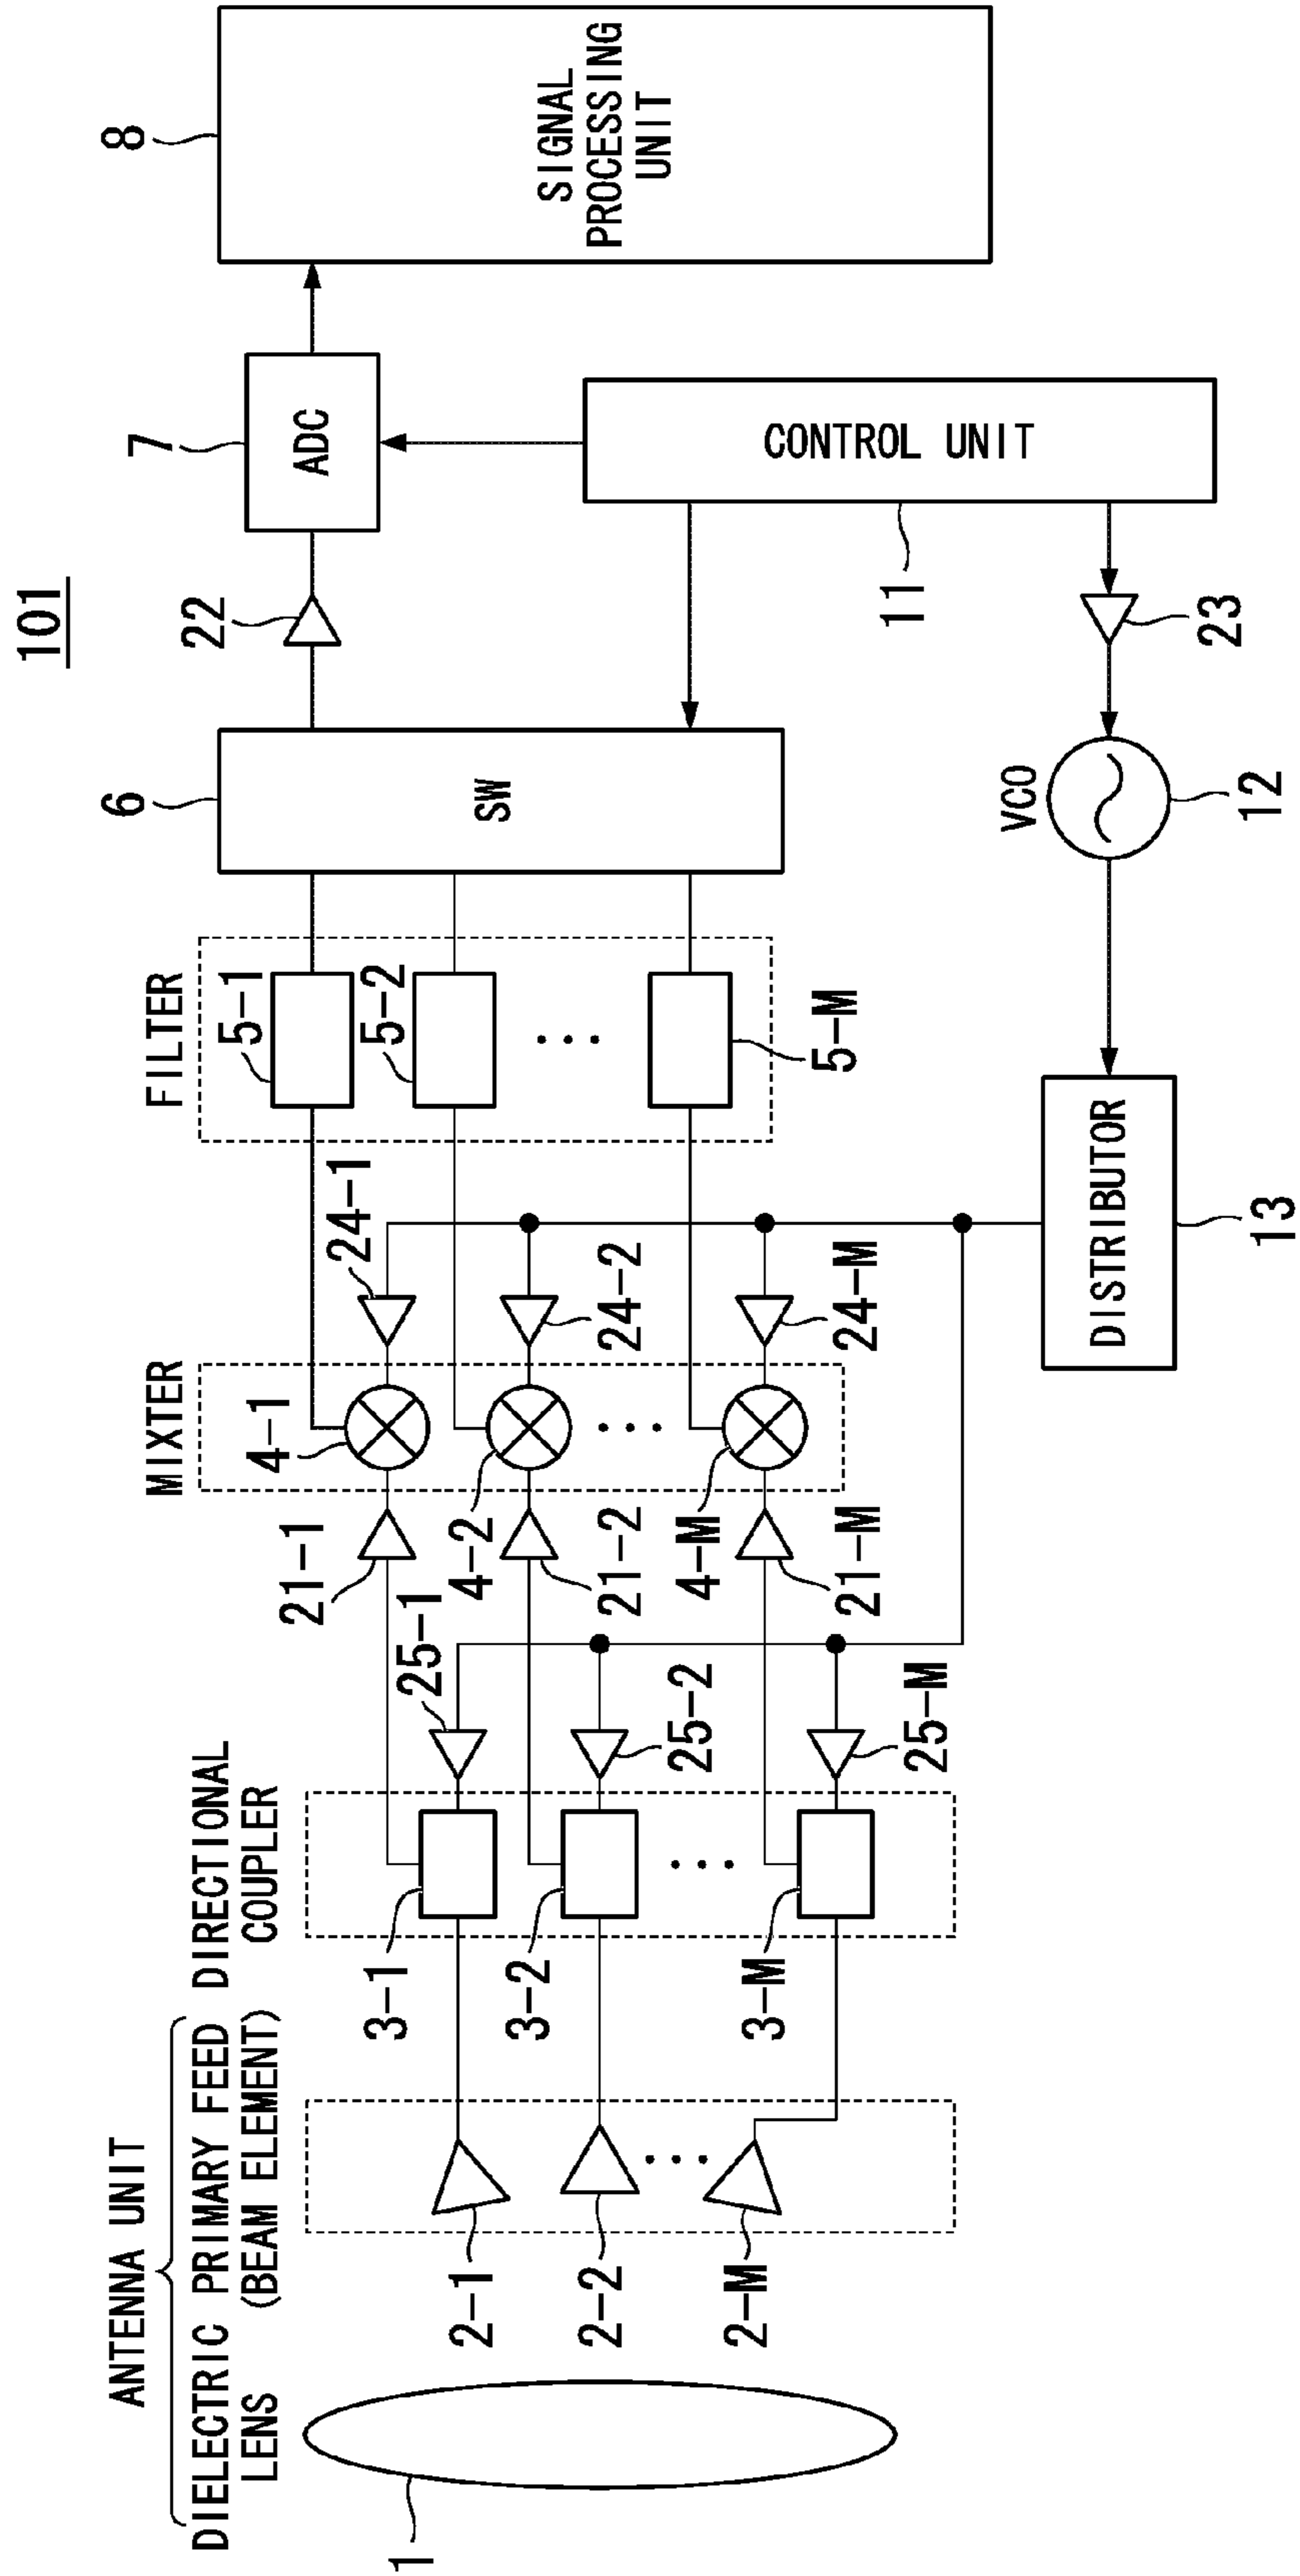 101
ANTENNA UNIT
DIELECTRIC
LENS
PRIMARY FEED
(BEAM ELEMENT)
DIRECTIONAL
COUPLER
MIXTER
FILTER
1
2-1
2-2
2-M
3-1
3-2
3-M
25-1
25-2
25-M
21-1
21-2
21-M
4-1
4-2
4-M
24-1
24-2
24-M
5-1
5-2
5-M
6
SW
22
7
ADC
8
SIGNAL
PROCESSING
UNIT
CONTROL UNIT
11
23
VCO
12
DISTRIBUTOR
13